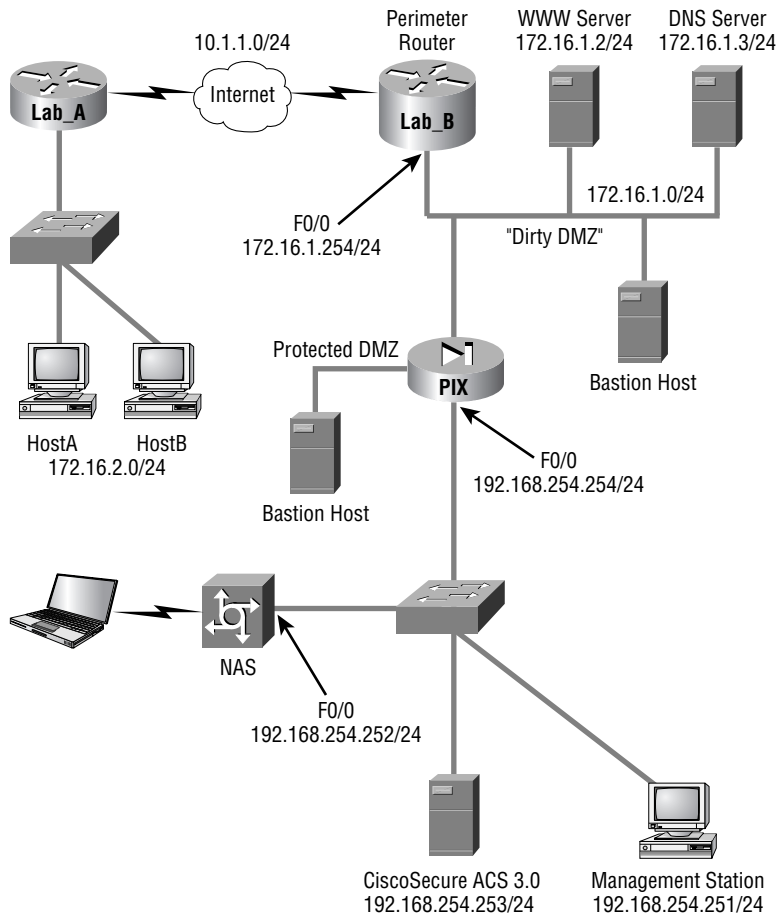 10.1.1.0/24
Perimeter
Router
WWW Server
172.16.1.2/24
DNS Server
172.16.1.3/24
Internet
Lab_A
Lab_B
172.16.1.0/24
F0/0
172.16.1.254/24
"Dirty DMZ"
Protected DMZ
PIX
Bastion Host
HostA
HostB
172.16.2.0/24
F0/0
192.168.254.254/24
Bastion Host
NAS
F0/0
192.168.254.252/24
CiscoSecure ACS 3.0
192.168.254.253/24
Management Station
192.168.254.251/24